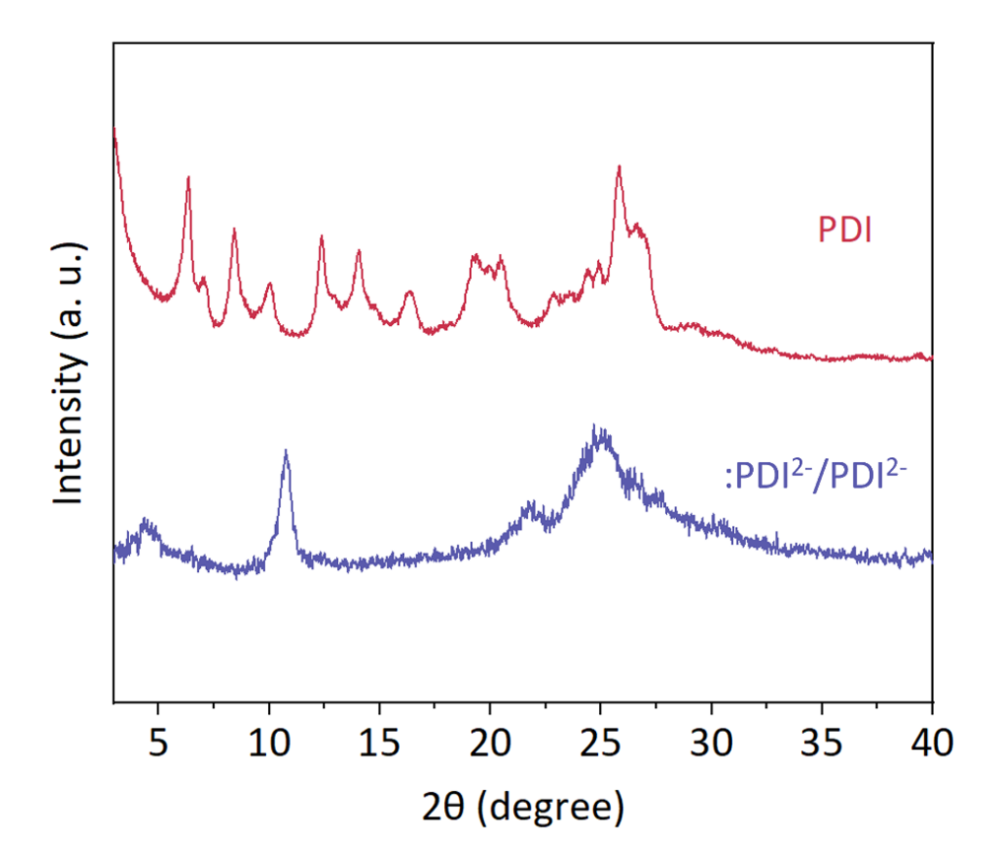 PDI
:PDI²⁻/PDI²⁻
Intensity (a. u.)
5 10 15 20 25 30 35 40
2θ (degree)